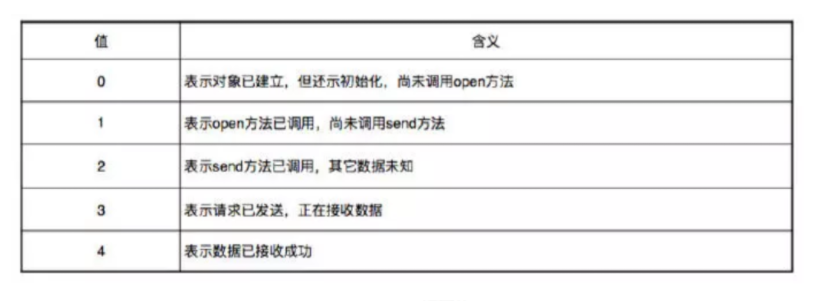 值 含义
0 表示对象已建立，但还示初始化，尚未调用open方法
1 表示open方法已调用，尚未调用send方法
2 表示send方法已调用，其它数据未知
3 表示请求已发送，正在接收数据
4 表示数据已接收成功